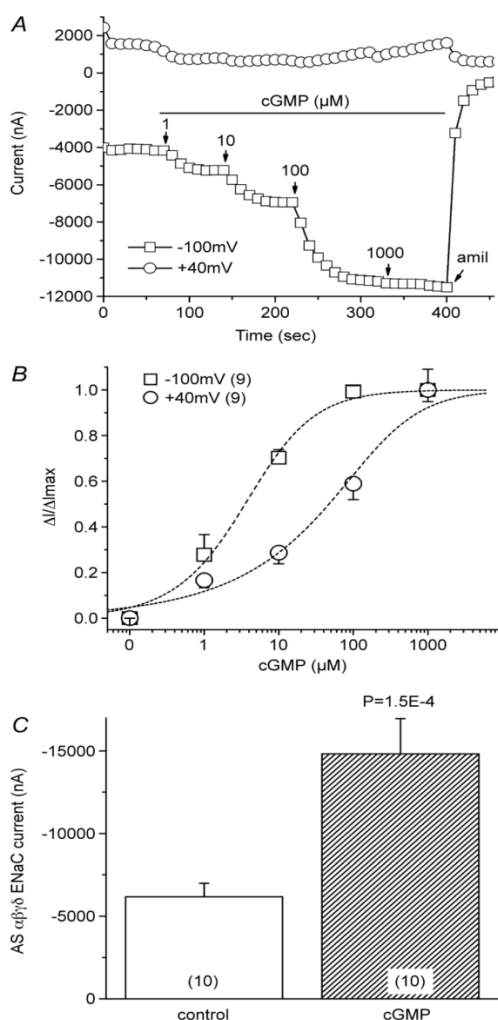 A
2000
0
-2000
-4000
-6000
-8000
-10000
-12000
Current (nA)
cGMP (µM)
1
10
100
1000
amil
-100mV
+40mV
0 100 200 300 400
Time (sec)
B
-100mV (9)
+40mV (9)
1.0
0.8
0.6
0.4
0.2
0.0
ΔI/ΔImax
0 1 10 100 1000
cGMP (µM)
C
P=1.5E-4
-15000
-10000
-5000
0
AS αβγδ ENaC current (nA)
(10) (10)
control cGMP